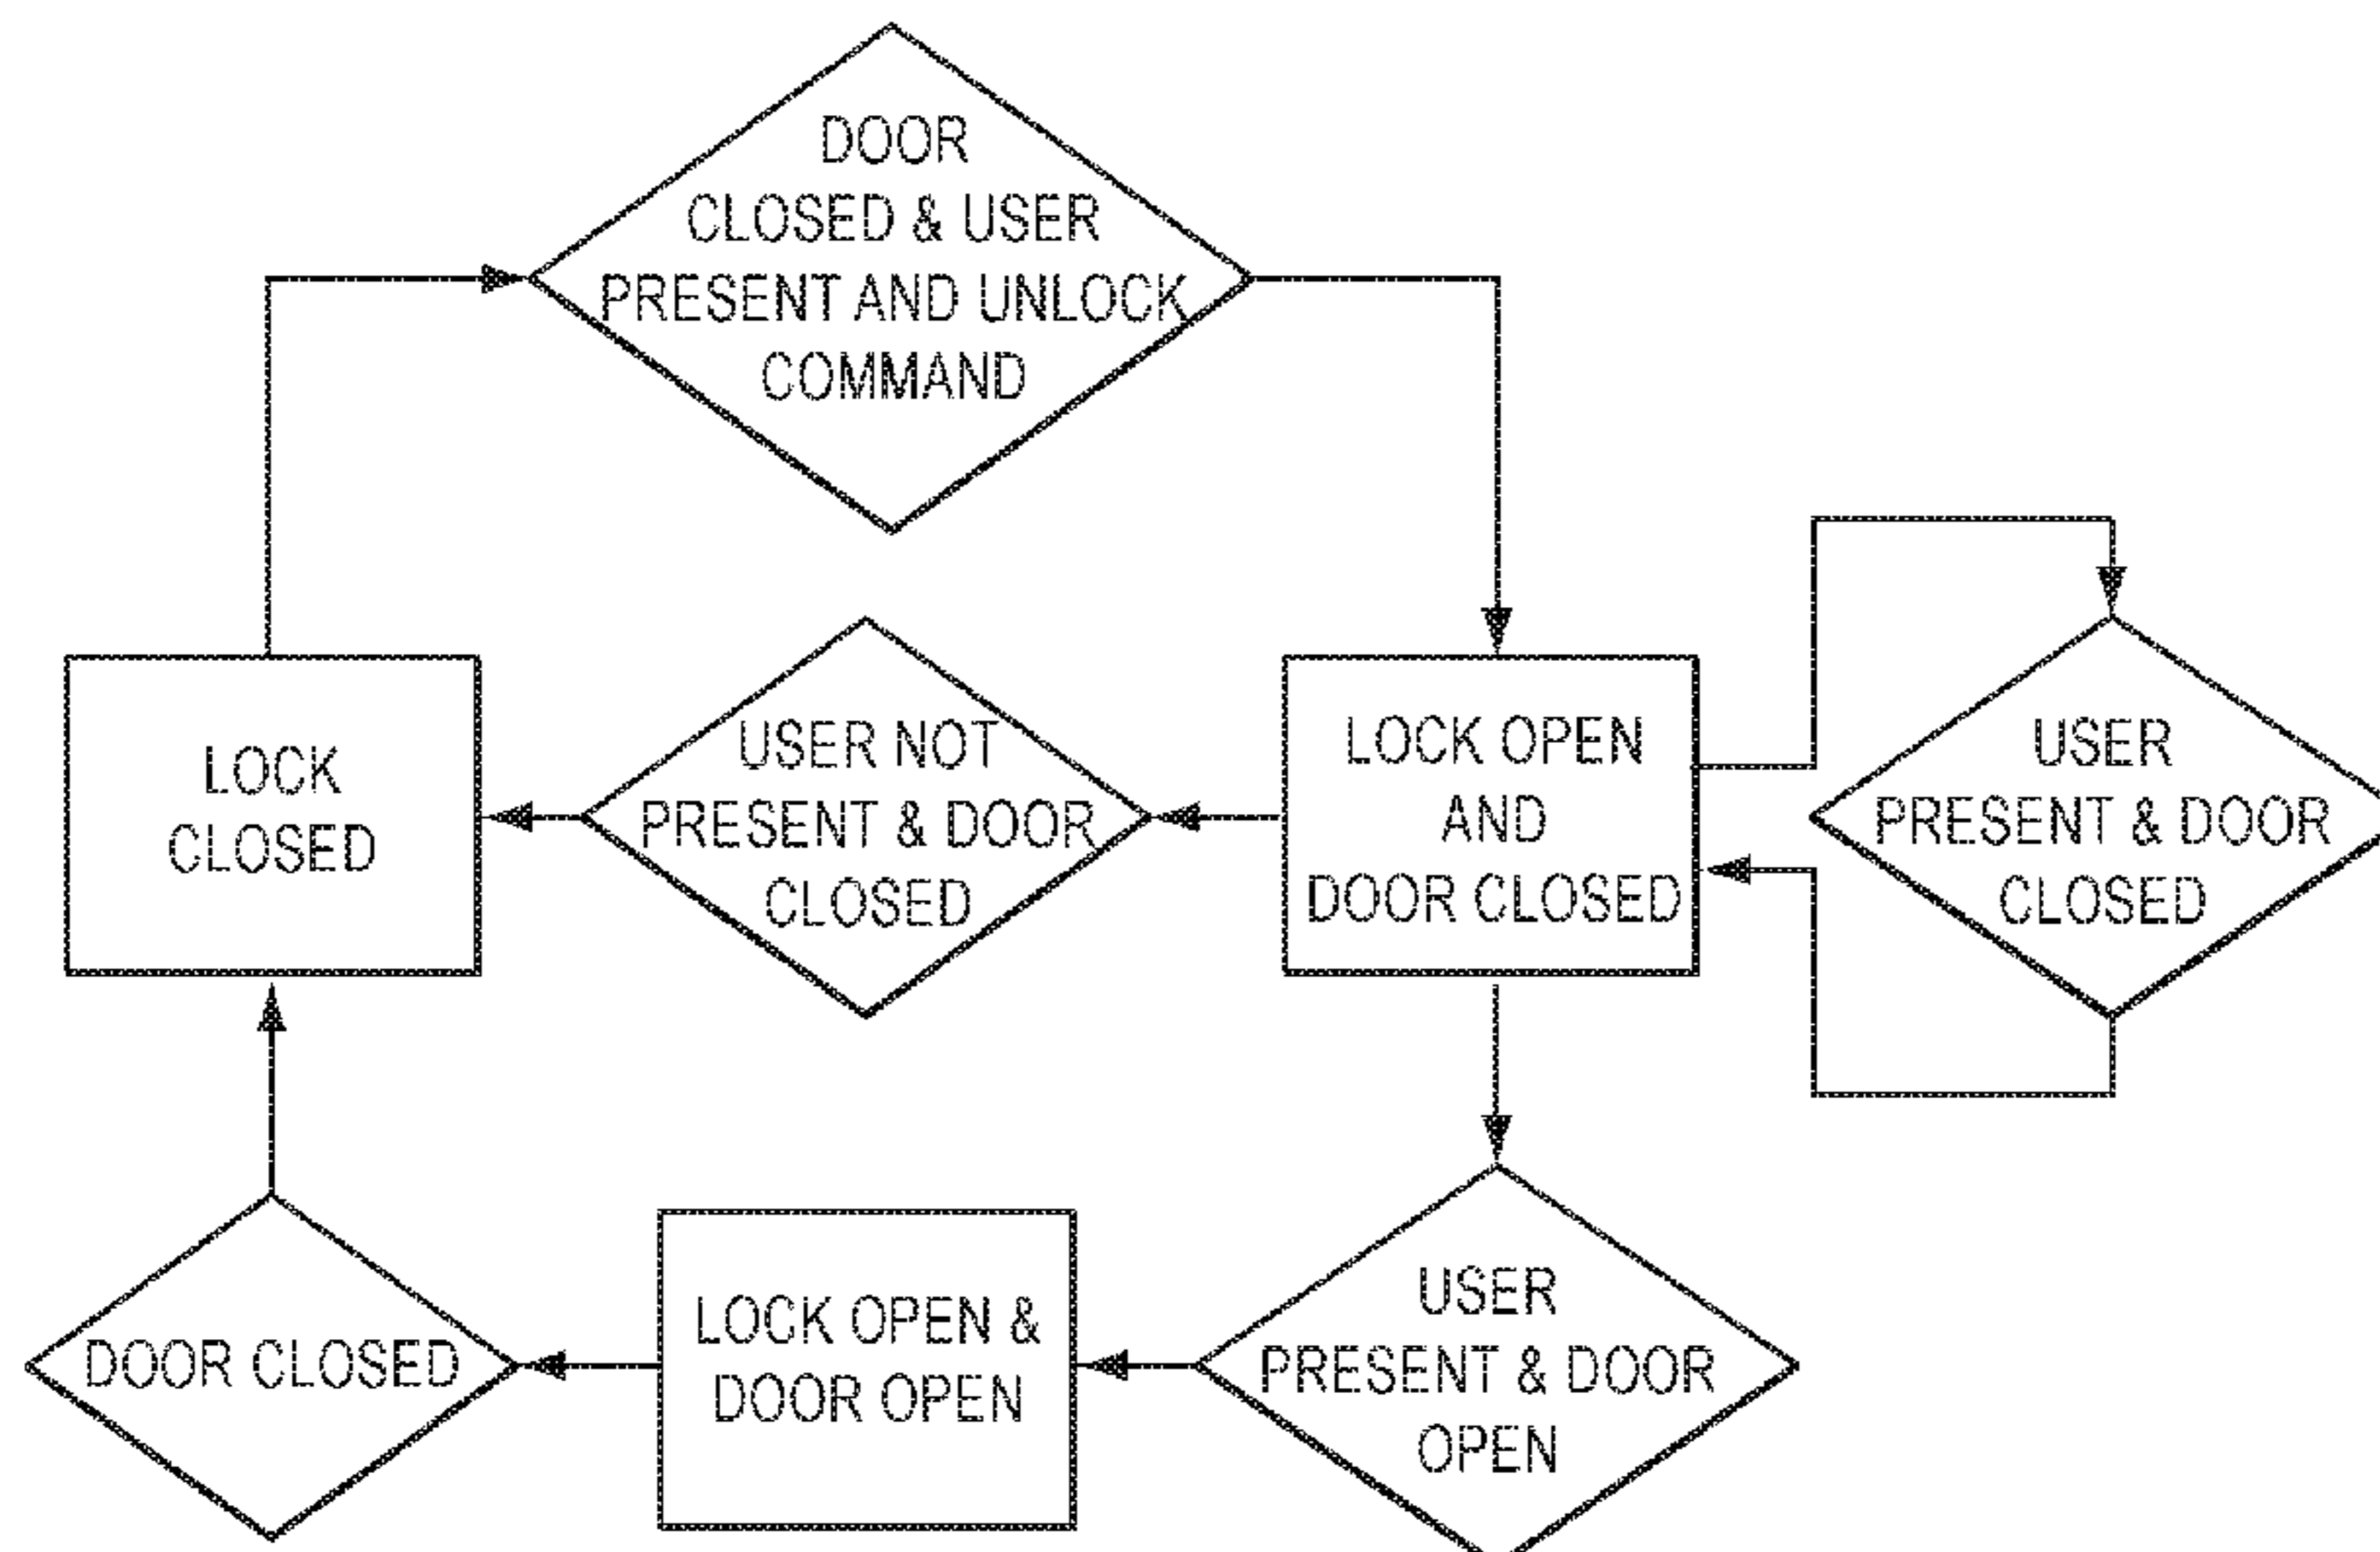 DOOR
CLOSED & USER
PRESENT AND UNLOCK
COMMAND
LOCK
CLOSED
USER NOT
PRESENT & DOOR
CLOSED
LOCK OPEN
AND
DOOR CLOSED
USER
PRESENT & DOOR
CLOSED
DOOR CLOSED
LOCK OPEN &
DOOR OPEN
USER
PRESENT & DOOR
OPEN